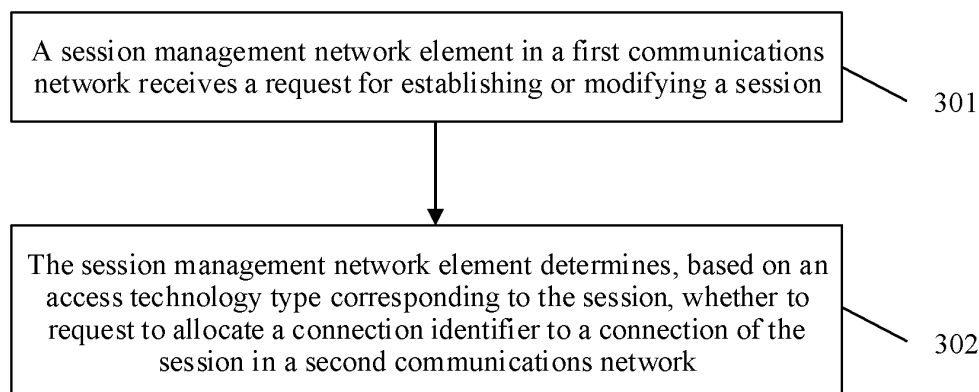 A session management network element in a first communications
network receives a request for establishing or modifying a session
301
The session management network element determines, based on an
access technology type corresponding to the session, whether to
request to allocate a connection identifier to a connection of the
session in a second communications network
302